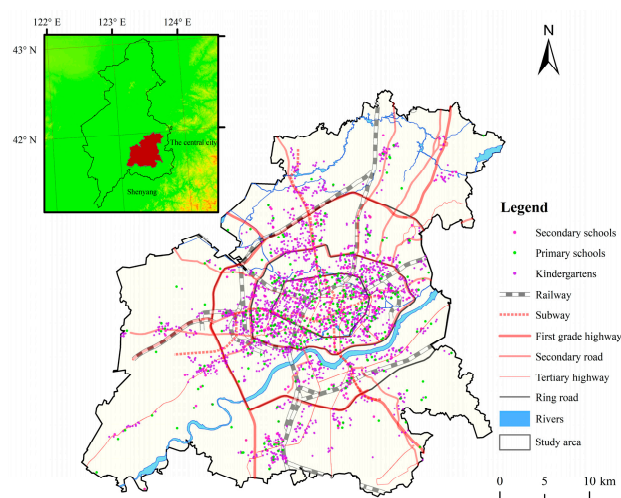 122° E 123° E 124° E
43° N
42° N
The central city
Shenyang
N
Legend
Secondary schools
Primary schools
Kindergartens
Railway
Subway
First grade highway
Secondary road
Tertiary highway
Ring road
Rivers
Study area
0 5 10 km